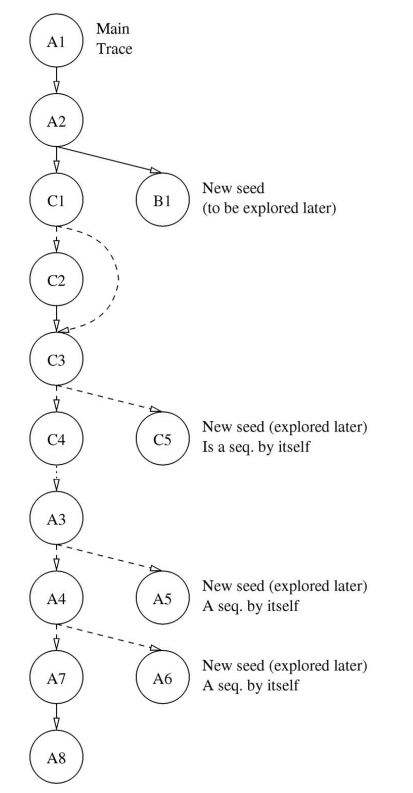 A1
Main
Trace
A2
C1
B1
New seed
(to be explored later)
C2
C3
C4
C5
New seed (explored later)
Is a seq. by itself
A3
A4
A5
New seed (explored later)
A seq. by itself
A7
A6
New seed (explored later)
A seq. by itself
A8